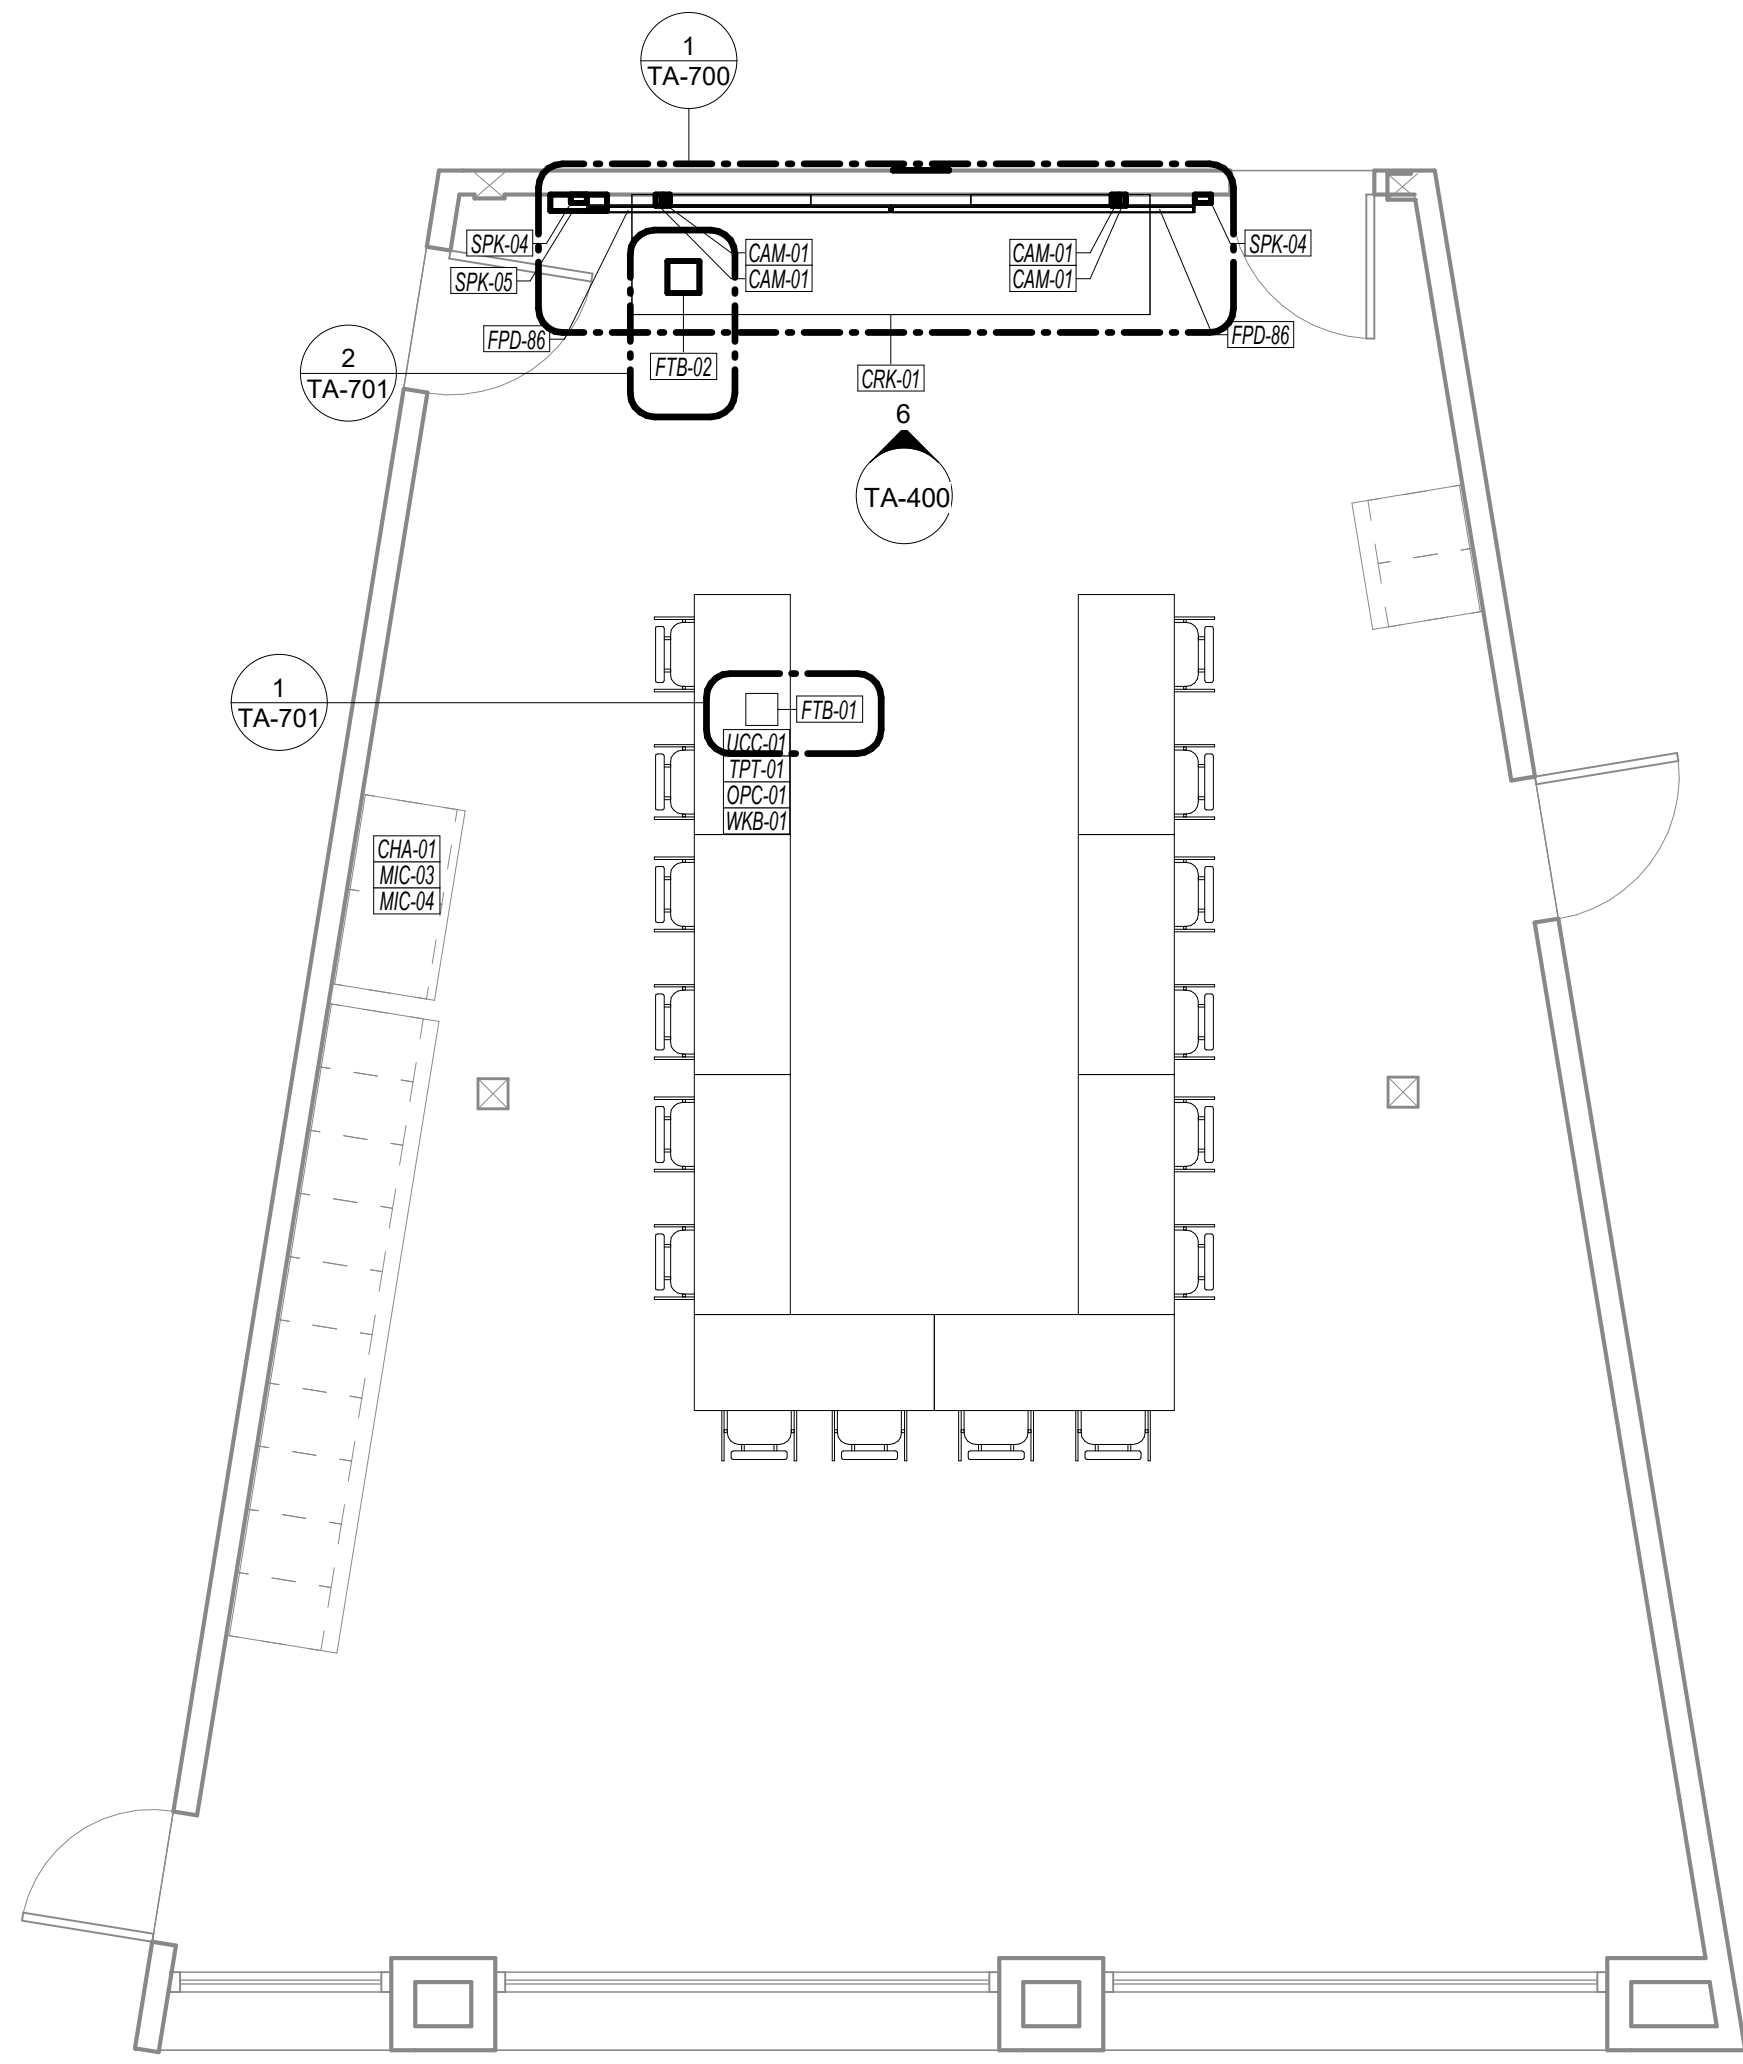 1
TA-700
SPK-04
CAM-01
CAM-01
SPK-04
SPK-05
CAM-01
CAM-01
FPD-86
FPD-86
2
TA-701
FTB-02
CRK-01
6
TA-400
1
TA-701
FTB-01
UCC-01
TPT-01
OPC-01
WKB-01
CHA-01
MIC-03
MIC-04